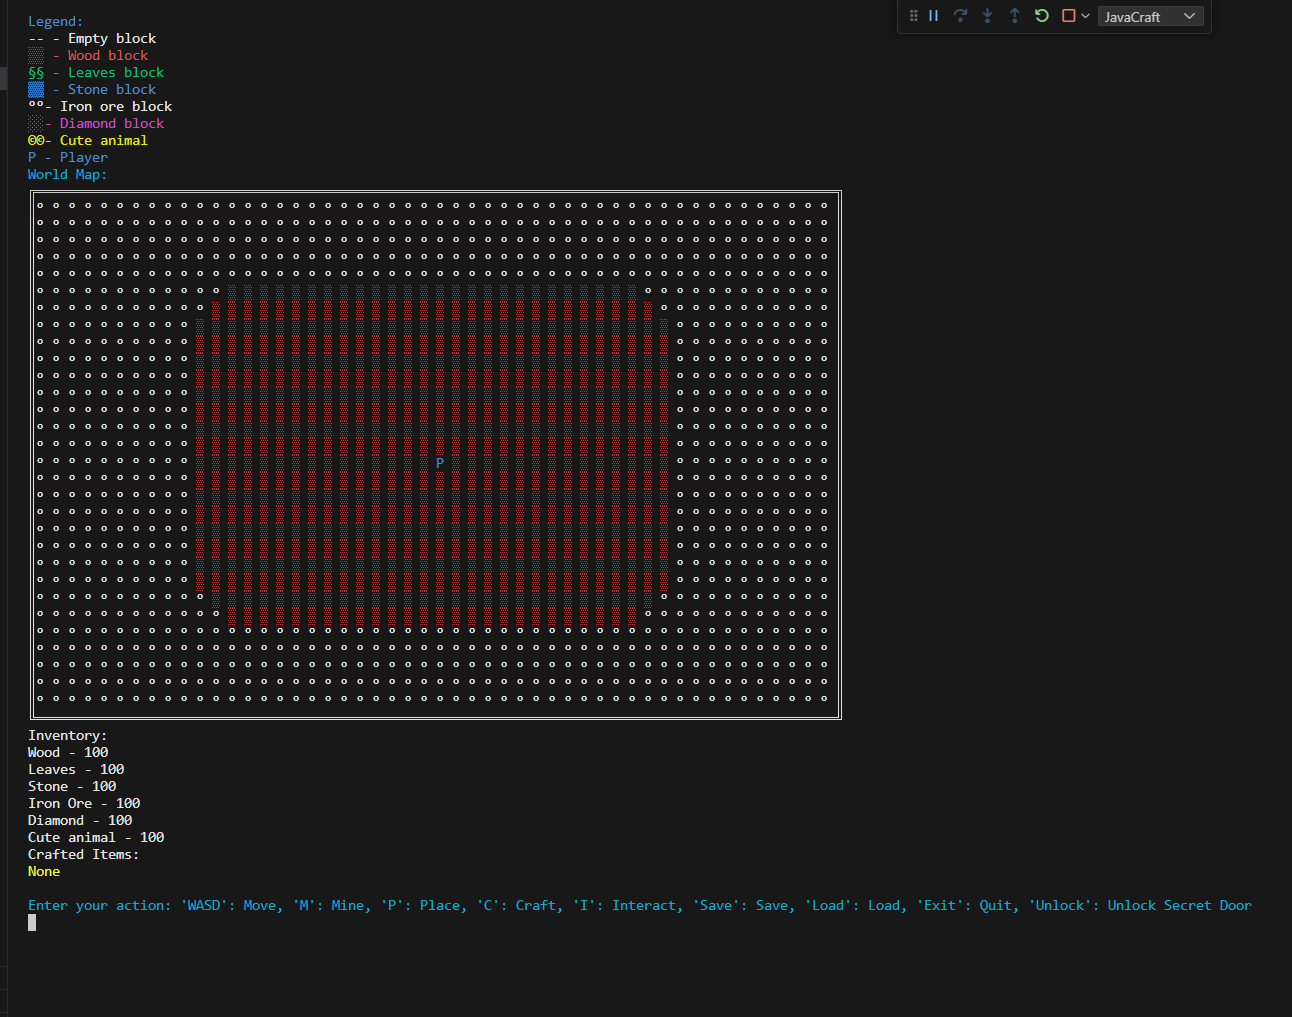 JavaCraft
Legend:
-- - Empty block
▒▒ - Wood block
§§ - Leaves block
▓▓ - Stone block
ºº- Iron ore block
░░- Diamond block
ʘʘ- Cute animal
P - Player
World Map:
o o o o o o o o o o o o o o o o o o o o o o o o o o o o o o o o o o o o o o o o o o o o o o o o o o
o o o o o o o o o o o o o o o o o o o o o o o o o o o o o o o o o o o o o o o o o o o o o o o o o o
o o o o o o o o o o o o o o o o o o o o o o o o o o o o o o o o o o o o o o o o o o o o o o o o o o
o o o o o o o o o o o o o o o o o o o o o o o o o o o o o o o o o o o o o o o o o o o o o o o o o o
o o o o o o o o o o o o o o o o o o o o o o o o o o o o o o o o o o o o o o o o o o o o o o o o o o
o o o o o o o o o o o o o o o o o o o o o o o o
o o o o o o o o o o o o o o o o o o o o o o
o o o o o o o o o o o o o o o o o o o o
o o o o o o o o o o o o o o o o o o o o
o o o o o o o o o o o o o o o o o o o o
o o o o o o o o o o o o o o o o o o o o
o o o o o o o o o o o o o o o o o o o o
o o o o o o o o o o o o o o o o o o o o
o o o o o o o o o o o o o o o o o o o o
o o o o o o o o o o o o o o o o o o o o
o o o o o o o o o o P o o o o o o o o o o
o o o o o o o o o o o o o o o o o o o o
o o o o o o o o o o o o o o o o o o o o
o o o o o o o o o o o o o o o o o o o o
o o o o o o o o o o o o o o o o o o o o
o o o o o o o o o o o o o o o o o o o o
o o o o o o o o o o o o o o o o o o o o
o o o o o o o o o o o o o o o o o o o o
o o o o o o o o o o o o o o o o o o o o o o
o o o o o o o o o o o o o o o o o o o o o o o o
o o o o o o o o o o o o o o o o o o o o o o o o o o o o o o o o o o o o o o o o o o o o o o o o o o
o o o o o o o o o o o o o o o o o o o o o o o o o o o o o o o o o o o o o o o o o o o o o o o o o o
o o o o o o o o o o o o o o o o o o o o o o o o o o o o o o o o o o o o o o o o o o o o o o o o o o
o o o o o o o o o o o o o o o o o o o o o o o o o o o o o o o o o o o o o o o o o o o o o o o o o o
o o o o o o o o o o o o o o o o o o o o o o o o o o o o o o o o o o o o o o o o o o o o o o o o o o
Inventory:
Wood - 100
Leaves - 100
Stone - 100
Iron Ore - 100
Diamond - 100
Cute animal - 100
Crafted Items:
None
Enter your action: 'WASD': Move, 'M': Mine, 'P': Place, 'C': Craft, 'I': Interact, 'Save': Save, 'Load': Load, 'Exit': Quit, 'Unlock': Unlock Secret Door